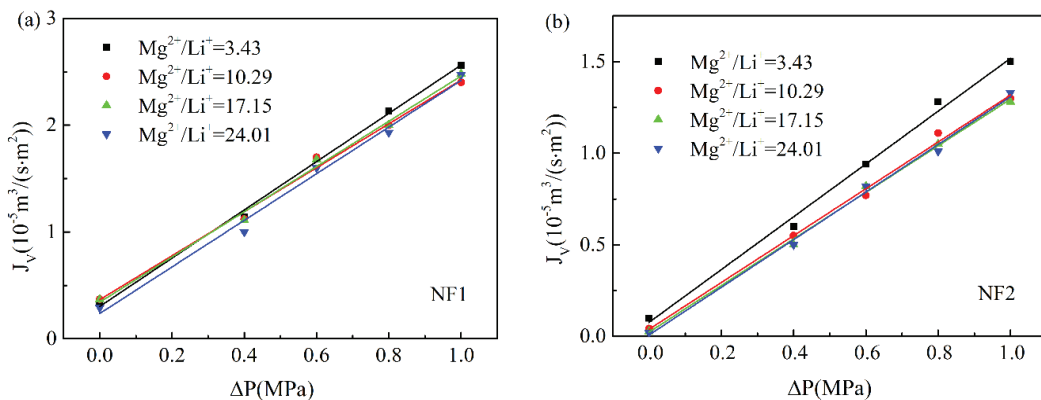 (a)
3
2
1
0
J_V(10⁻⁵m³/(s·m²))
Mg²⁺/Li⁺=3.43
Mg²⁺/Li⁺=10.29
Mg²⁺/Li⁺=17.15
Mg²⁺/Li⁺=24.01
NF1
0.0 0.2 0.4 0.6 0.8 1.0
ΔP(MPa)
(b)
1.5
1.0
0.5
0.0
J_V(10⁻⁵m³/(s·m²))
Mg²⁺/Li⁺=3.43
Mg²⁺/Li⁺=10.29
Mg²⁺/Li⁺=17.15
Mg²⁺/Li⁺=24.01
NF2
0.0 0.2 0.4 0.6 0.8 1.0
ΔP(MPa)